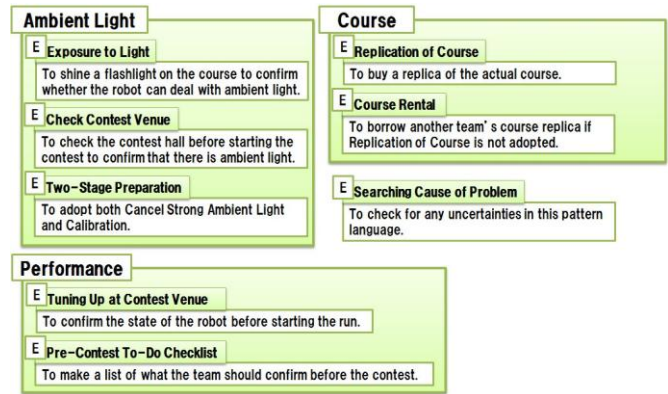 Ambient Light
E Exposure to Light
To shine a flashlight on the course to confirm
whether the robot can deal with ambient light.
E Check Contest Venue
To check the contest hall before starting the
contest to confirm that there is ambient light.
E Two-Stage Preparation
To adopt both Cancel Strong Ambient Light
and Calibration.
Course
E Replication of Course
To buy a replica of the actual course.
E Course Rental
To borrow another team's course replica if
Replication of Course is not adopted.
E Searching Cause of Problem
To check for any uncertainties in this pattern
language.
Performance
E Tuning Up at Contest Venue
To confirm the state of the robot before starting the run.
E Pre-Contest To-Do Checklist
To make a list of what the team should confirm before the contest.